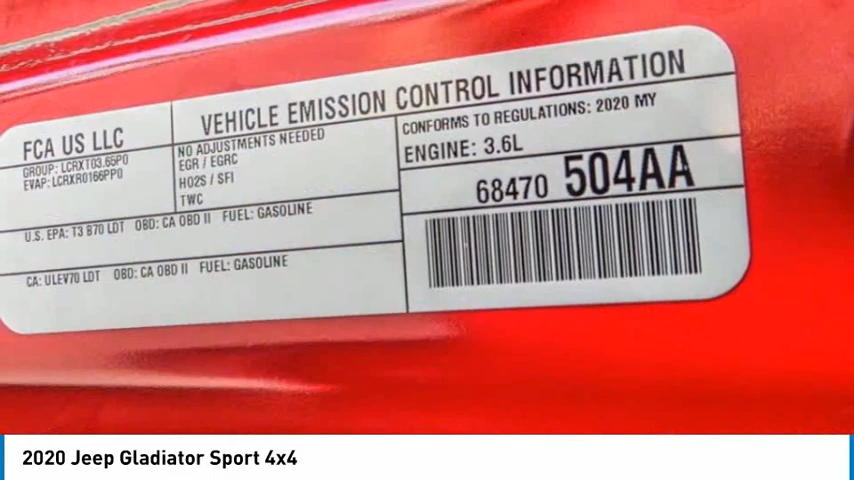 VEHICLE EMISSION CONTROL INFORMATION
FCA US LLC
GROUP: LCRXT03.65P0
EVAP: LCRXR0166PP0
NO ADJUSTMENTS NEEDED
EGR / EGRC
HO2S / SFI
TWC
CONFORMS TO REGULATIONS: 2020 MY
ENGINE: 3.6L
68470 504AA
U.S. EPA: T3 B70 LDT OBD: CA OBD II FUEL: GASOLINE
CA: ULEV70 LDT OBD: CA OBD II FUEL: GASOLINE
2020 Jeep Gladiator Sport 4x4